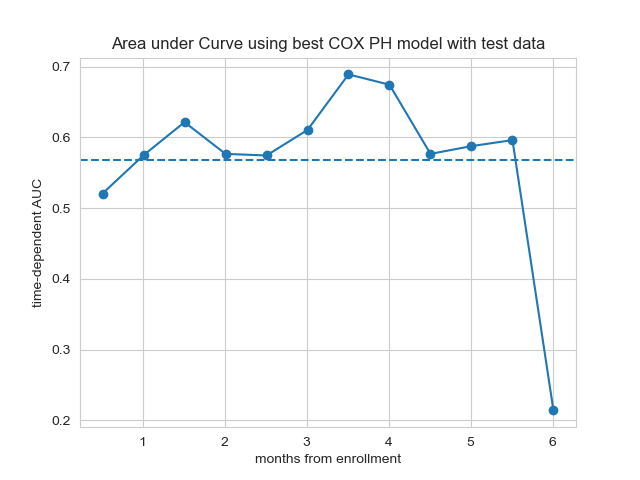 Area under Curve using best COX PH model with test data
0.7
0.6
0.5
0.4
0.3
0.2
time-dependent AUC
1 2 3 4 5 6
months from enrollment